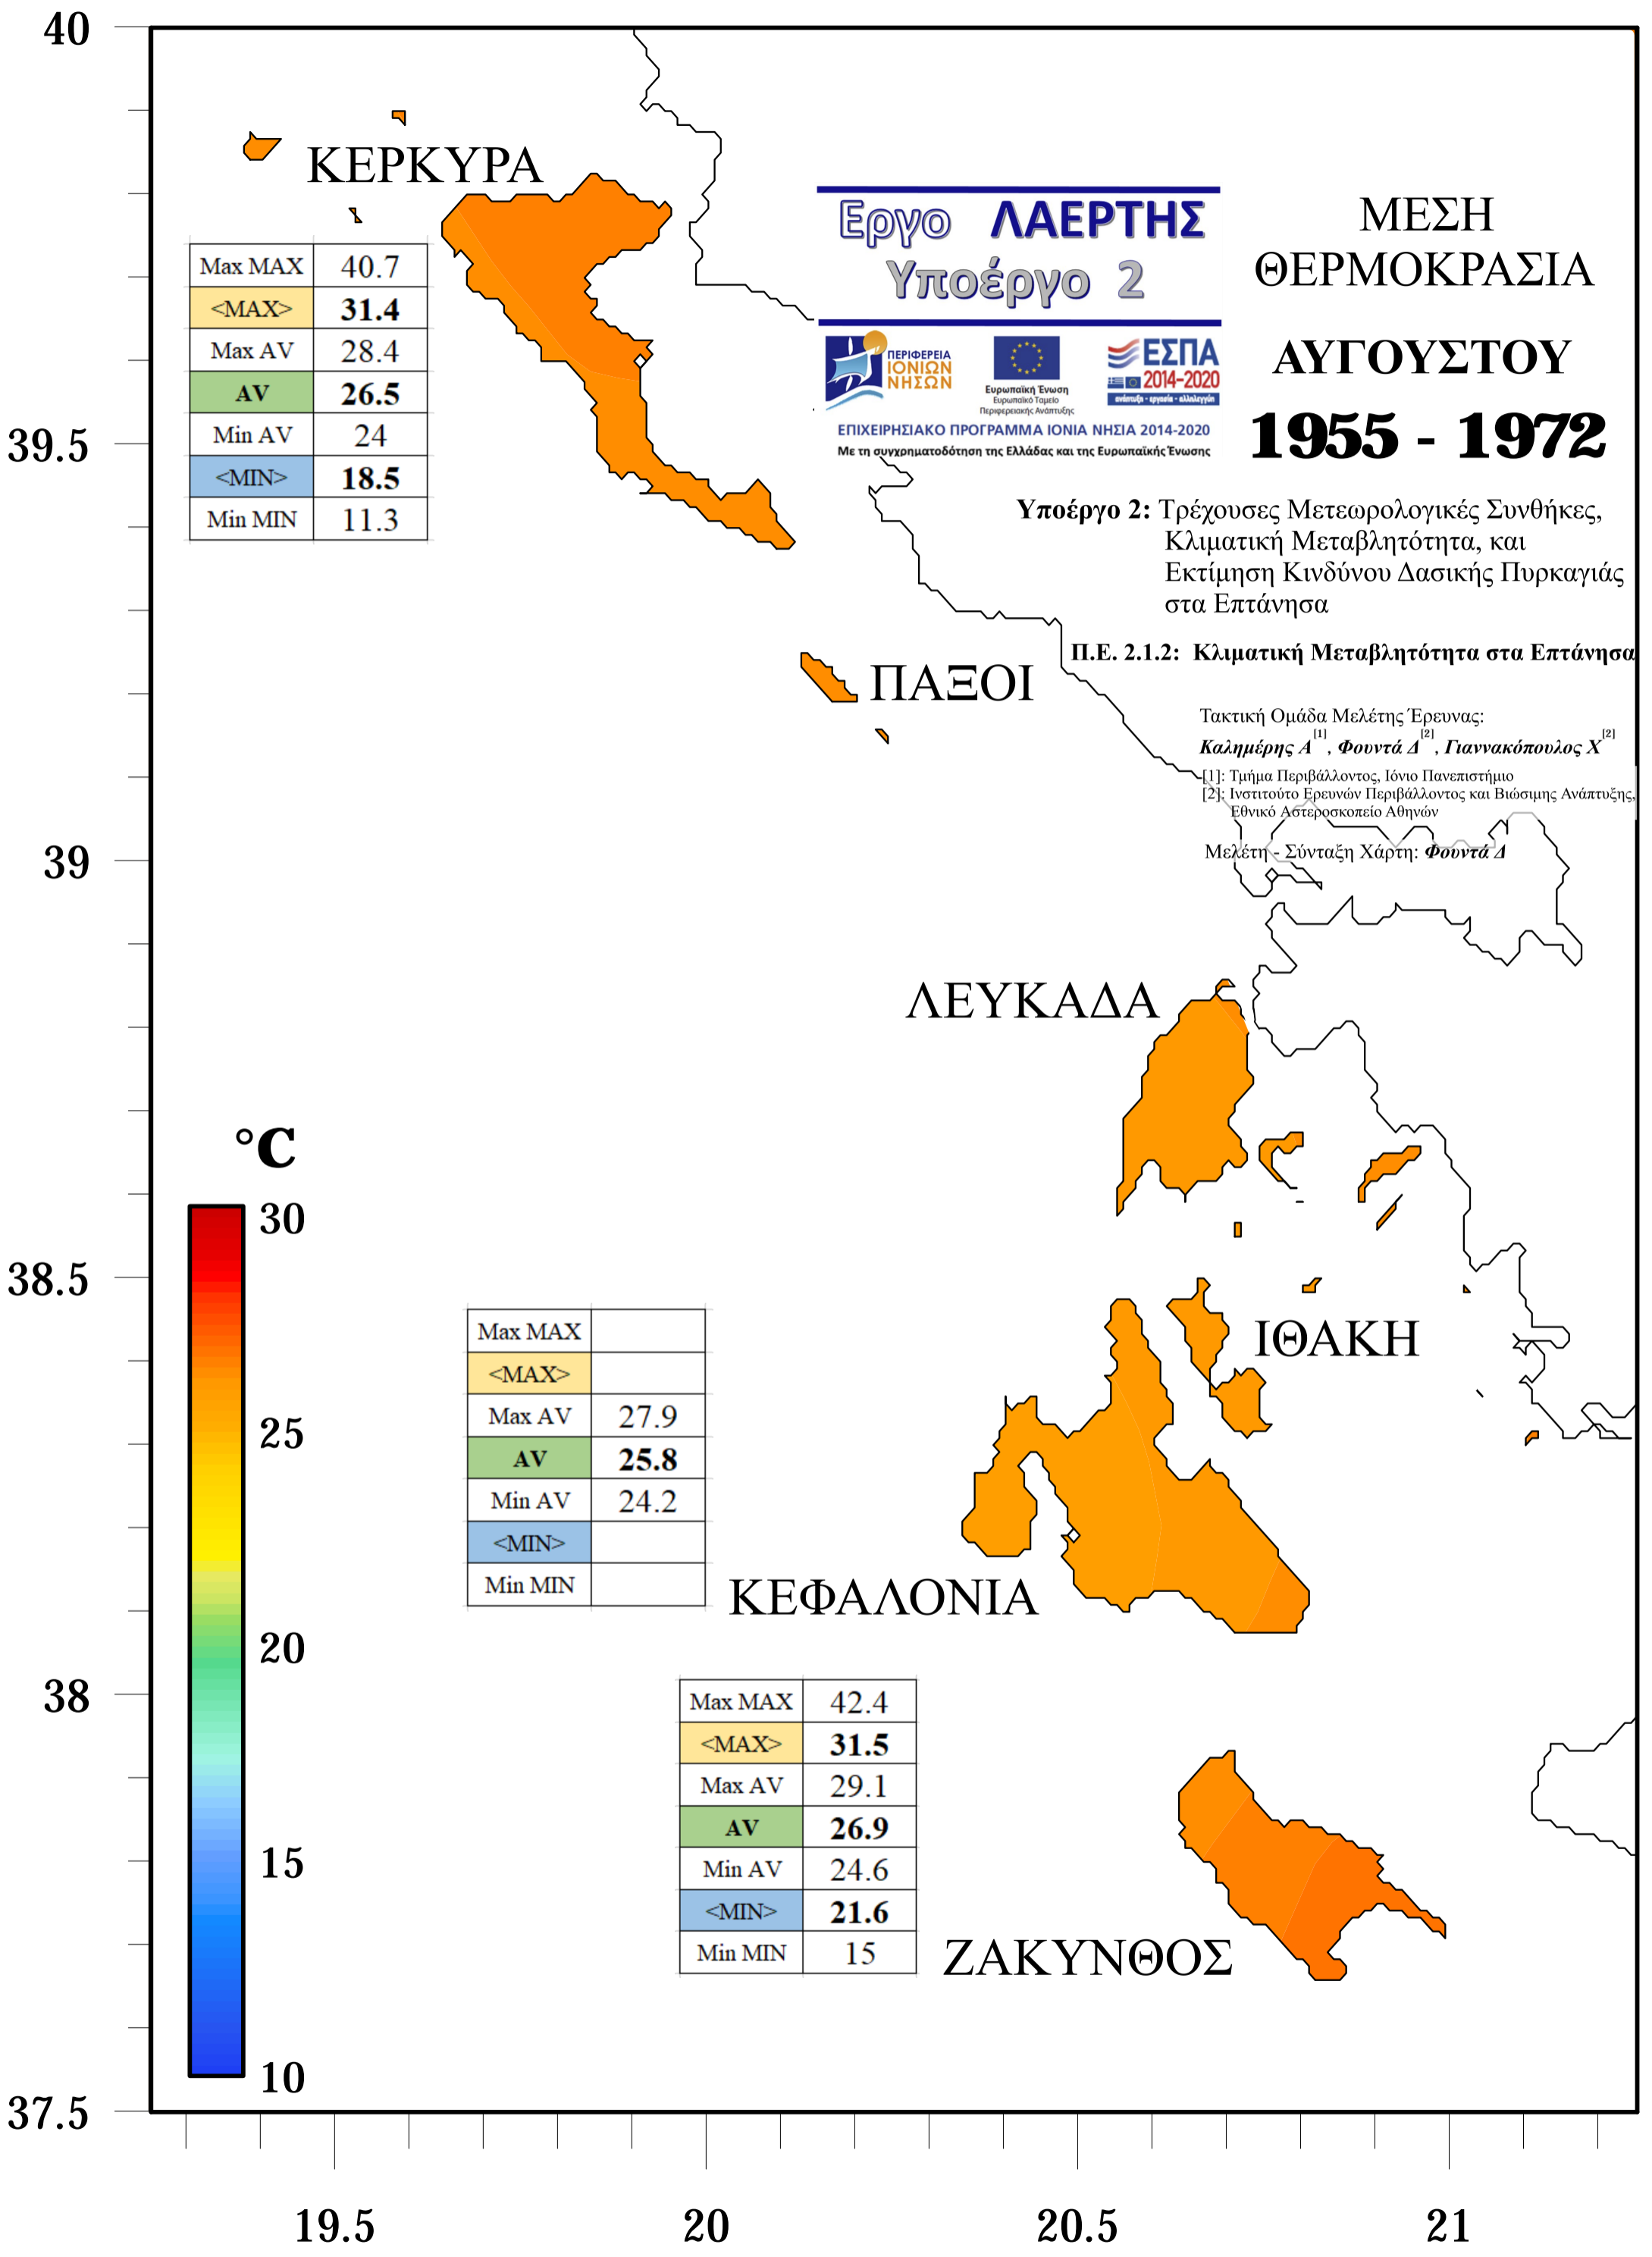 40
39.5
39
38.5
38
37.5
19.5
20
20.5
21
ΚΕΡΚΥΡΑ
Max MAX 40.7
<MAX> 31.4
Max AV 28.4
AV 26.5
Min AV 24
<MIN> 18.5
Min MIN 11.3
Εργο ΛΑΕΡΤΗΣ
Υποέργο 2
ΠΕΡΙΦΕΡΕΙΑ
ΙΟΝΙΩΝ
ΝΗΣΩΝ
Ευρωπαϊκή Ένωση
Ευρωπαϊκό Ταμείο
Περιφερειακής Ανάπτυξης
ΕΣΠΑ
2014-2020
ανάπτυξη - εργασία - αλληλεγγύη
ΕΠΙΧΕΙΡΗΣΙΑΚΟ ΠΡΟΓΡΑΜΜΑ ΙΟΝΙΑ ΝΗΣΙΑ 2014-2020
Με τη συγχρηματοδότηση της Ελλάδας και της Ευρωπαϊκής Ένωσης
ΜΕΣΗ
ΘΕΡΜΟΚΡΑΣΙΑ
ΑΥΓΟΥΣΤΟΥ
1955 - 1972
Υποέργο 2: Τρέχουσες Μετεωρολογικές Συνθήκες,
Κλιματική Μεταβλητότητα, και
Εκτίμηση Κινδύνου Δασικής Πυρκαγιάς
στα Επτάνησα
Π.Ε. 2.1.2: Κλιματική Μεταβλητότητα στα Επτάνησα
Τακτική Ομάδα Μελέτης Έρευνας:
Καλημέρης Α[1], Φουντά Δ[2], Γιαννακόπουλος Χ[2]
[1]: Τμήμα Περιβάλλοντος, Ιόνιο Πανεπιστήμιο
[2]: Ινστιτούτο Ερευνών Περιβάλλοντος και Βιώσιμης Ανάπτυξης,
Εθνικό Αστεροσκοπείο Αθηνών
Μελέτη - Σύνταξη Χάρτη: Φουντά Δ
ΠΑΞΟΙ
ΛΕΥΚΑΔΑ
ΙΘΑΚΗ
°C
30
25
20
15
10
Max MAX
<MAX>
Max AV 27.9
AV 25.8
Min AV 24.2
<MIN>
Min MIN
ΚΕΦΑΛΟΝΙΑ
Max MAX 42.4
<MAX> 31.5
Max AV 29.1
AV 26.9
Min AV 24.6
<MIN> 21.6
Min MIN 15
ΖΑΚΥΝΘΟΣ